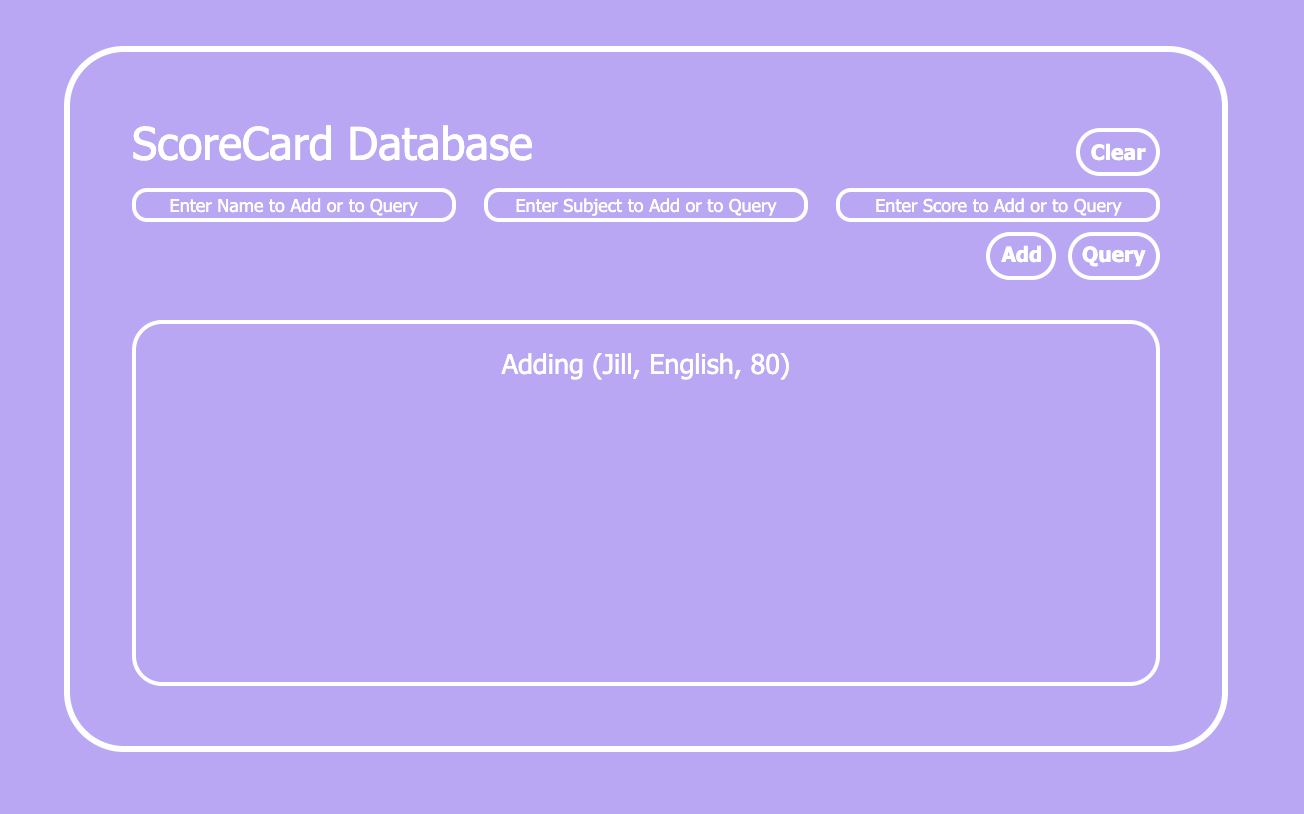 ScoreCard Database
Clear
Enter Name to Add or to Query
Enter Subject to Add or to Query
Enter Score to Add or to Query
Add
Query
Adding (Jill, English, 80)